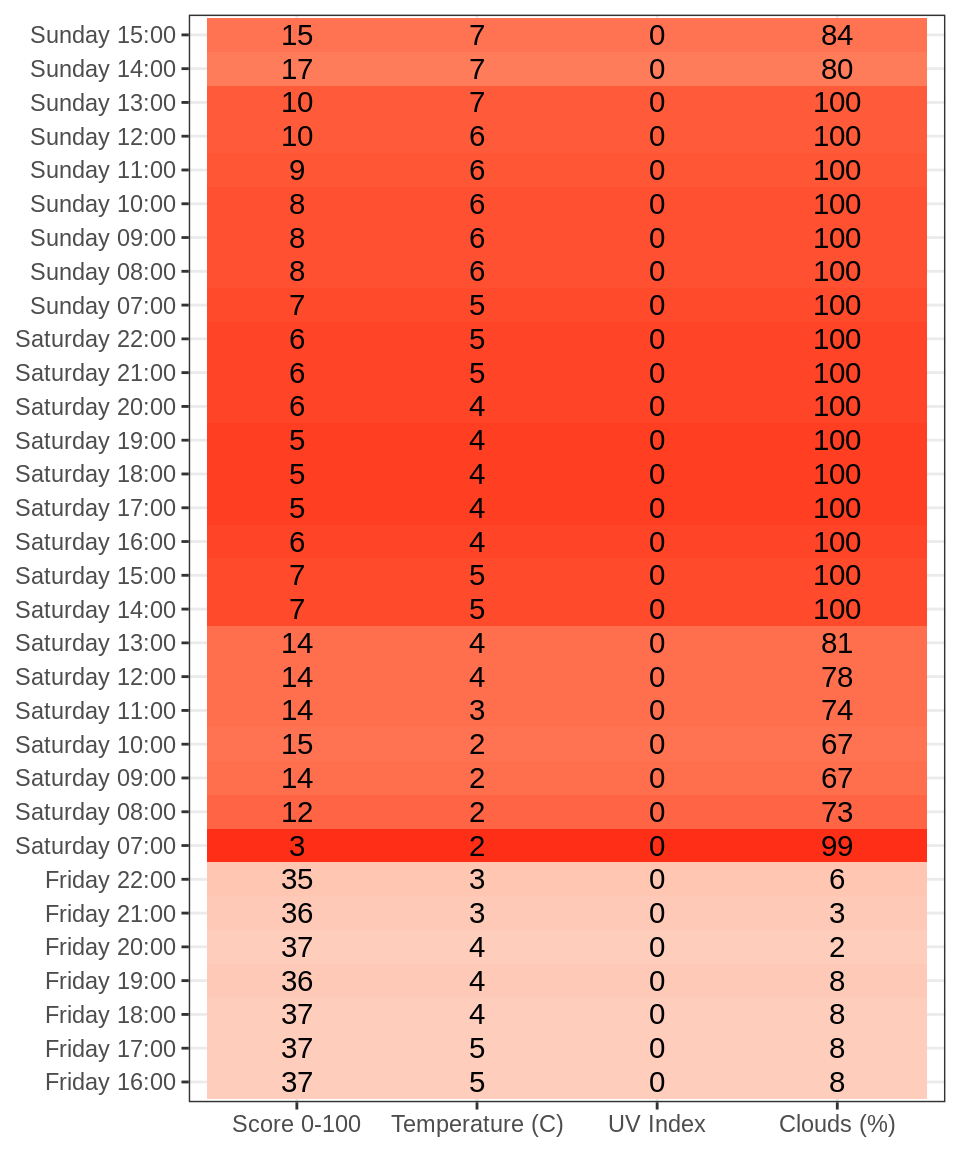 Sunday 15:00 15 7 0 84
Sunday 14:00 17 7 0 80
Sunday 13:00 10 7 0 100
Sunday 12:00 10 6 0 100
Sunday 11:00 9 6 0 100
Sunday 10:00 8 6 0 100
Sunday 09:00 8 6 0 100
Sunday 08:00 8 6 0 100
Sunday 07:00 7 5 0 100
Saturday 22:00 6 5 0 100
Saturday 21:00 6 5 0 100
Saturday 20:00 6 4 0 100
Saturday 19:00 5 4 0 100
Saturday 18:00 5 4 0 100
Saturday 17:00 5 4 0 100
Saturday 16:00 6 4 0 100
Saturday 15:00 7 5 0 100
Saturday 14:00 7 5 0 100
Saturday 13:00 14 4 0 81
Saturday 12:00 14 4 0 78
Saturday 11:00 14 3 0 74
Saturday 10:00 15 2 0 67
Saturday 09:00 14 2 0 67
Saturday 08:00 12 2 0 73
Saturday 07:00 3 2 0 99
Friday 22:00 35 3 0 6
Friday 21:00 36 3 0 3
Friday 20:00 37 4 0 2
Friday 19:00 36 4 0 8
Friday 18:00 37 4 0 8
Friday 17:00 37 5 0 8
Friday 16:00 37 5 0 8
Score 0-100 Temperature (C) UV Index Clouds (%)